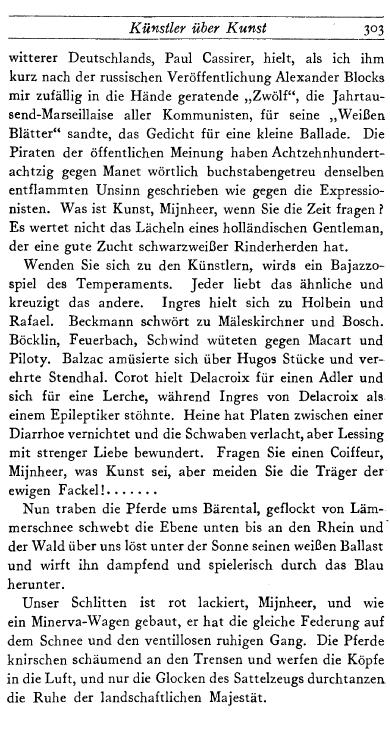 Künstler über Kunst 303
witterer Deutschlands, Paul Cassirer, hielt, als ich ihm
kurz nach der russischen Veröffentlichung Alexander Blocks
mir zufällig in die Hände geratende „Zwölf“, die Jahrtau-
send-Marseillaise aller Kommunisten, für seine „Weißen
Blätter“ sandte, das Gedicht für eine kleine Ballade. Die
Piraten der öffentlichen Meinung haben Achtzehnhundert-
achtzig gegen Manet wörtlich buchstabengetreu denselben
entflammten Unsinn geschrieben wie gegen die Expressio-
nisten. Was ist Kunst, Mijnheer, wenn Sie die Zeit fragen?
Es wertet nicht das Lächeln eines holländischen Gentleman,
der eine gute Zucht schwarzweißer Rinderherden hat.
Wenden Sie sich zu den Künstlern, wirds ein Bajazzo-
spiel des Temperaments. Jeder liebt das ähnliche und
kreuzigt das andere. Ingres hielt sich zu Holbein und
Rafael. Beckmann schwört zu Mäleskirchner und Bosch.
Böcklin, Feuerbach, Schwind wüteten gegen Macart und
Piloty. Balzac amüsierte sich über Hugos Stücke und ver-
ehrte Stendhal. Corot hielt Delacroix für einen Adler und
sich für eine Lerche, während Ingres von Delacroix als
einem Epileptiker stöhnte. Heine hat Platen zwischen einer
Diarrhoe vernichtet und die Schwaben verlacht, aber Lessing
mit strenger Liebe bewundert. Fragen Sie einen Coiffeur,
Mijnheer, was Kunst sei, aber meiden Sie die Träger der
ewigen Fackel!.......
Nun traben die Pferde ums Bärental, geflockt von Läm-
merschnee schwebt die Ebene unten bis an den Rhein und
der Wald über uns löst unter der Sonne seinen weißen Ballast
und wirft ihn dampfend und spielerisch durch das Blau
herunter.
Unser Schlitten ist rot lackiert, Mijnheer, und wie
ein Minerva-Wagen gebaut, er hat die gleiche Federung auf
dem Schnee und den ventillosen ruhigen Gang. Die Pferde
knirschen schäumend an den Trensen und werfen die Köpfe
in die Luft, und nur die Glocken des Sattelzeugs durchtanzen
die Ruhe der landschaftlichen Majestät.